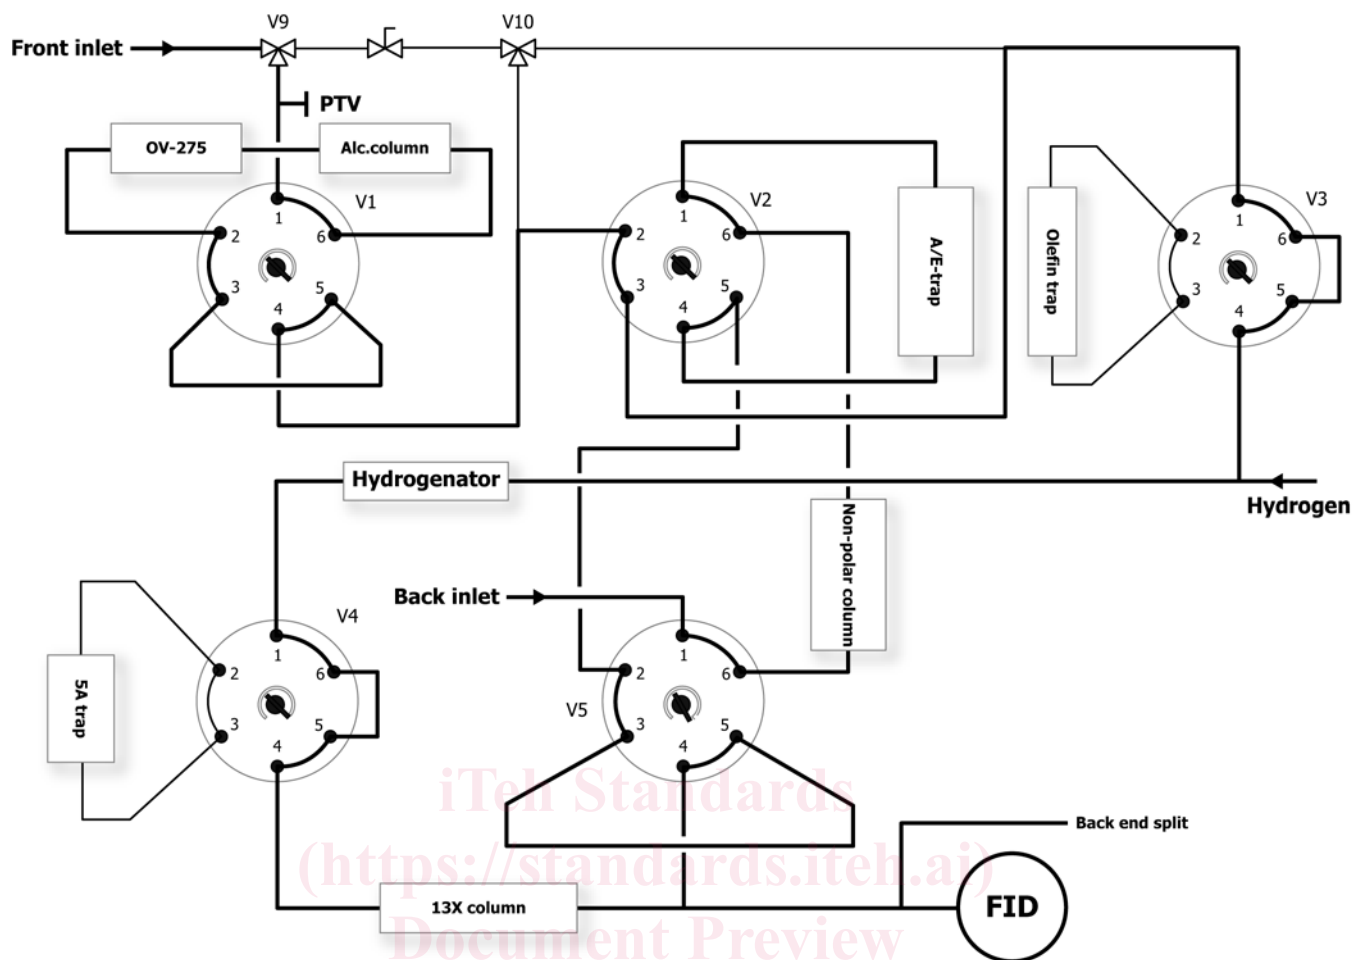 V9
V10
Front inlet
PTV
OV-275
Alc.column
V1
1
2
3
4
5
6
V2
1
2
3
4
5
6
A/E-trap
Olefin trap
V3
1
2
3
4
5
6
Hydrogenator
Hydrogen
Non-polar column
Back inlet
V4
1
2
3
4
5
6
5A trap
V5
1
2
3
4
5
6
iTeh Standards
(https://standards.iteh.ai)
Document Preview
Back end split
13X column
FID